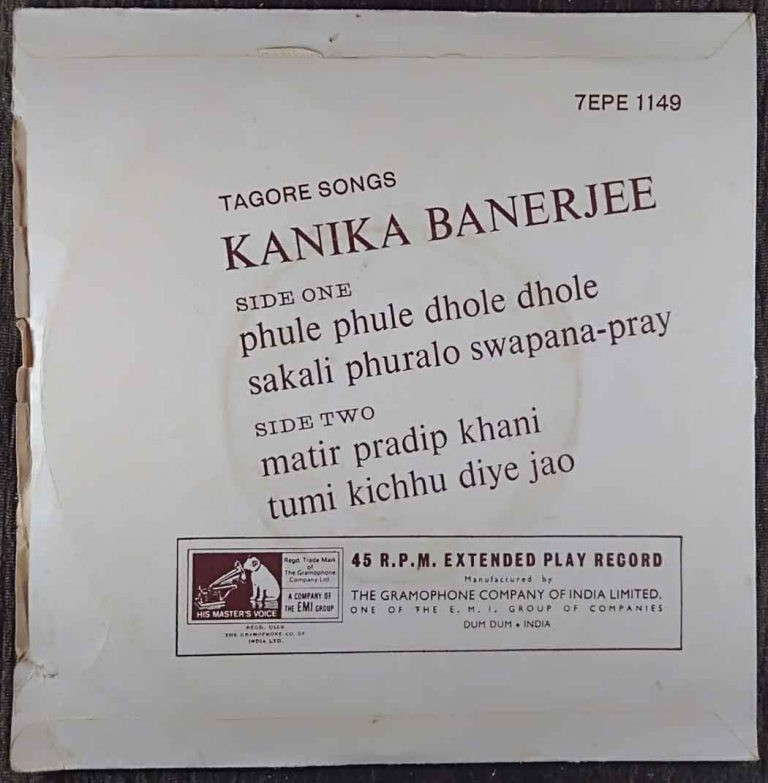 7EPE 1149
TAGORE SONGS
KANIKA BANERJEE
SIDE ONE
phule phule dhole dhole
sakali phuralo swapana-pray
SIDE TWO
matir pradip khani
tumi kichhu diye jao
HIS MASTER'S VOICE
Regd. Trade Mark
of
The Gramophone
Company Ltd.
A COMPANY OF
THE EMI GROUP
REGD. USER
THE GRAMOPHONE CO. OF
INDIA LTD.
45 R.P.M. EXTENDED PLAY RECORD
Manufactured by
THE GRAMOPHONE COMPANY OF INDIA LIMITED.
ONE OF THE E. M. I. GROUP OF COMPANIES
DUM DUM • INDIA